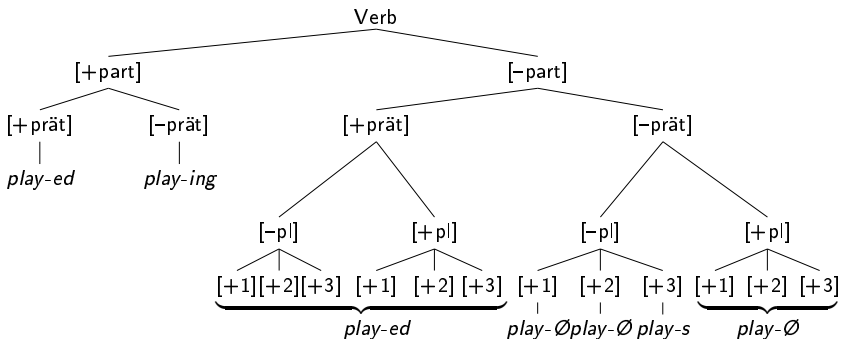 Verb
[+part] [–part]
[+prät] [–prät] [+prät] [–prät]
play-ed play-ing
[–pl] [+pl] [–pl] [+pl]
[+1] [+2] [+3] [+1] [+2] [+3] [+1] [+2] [+3] [+1] [+2] [+3]
play-ed play-Ø play-Ø play-s play-Ø